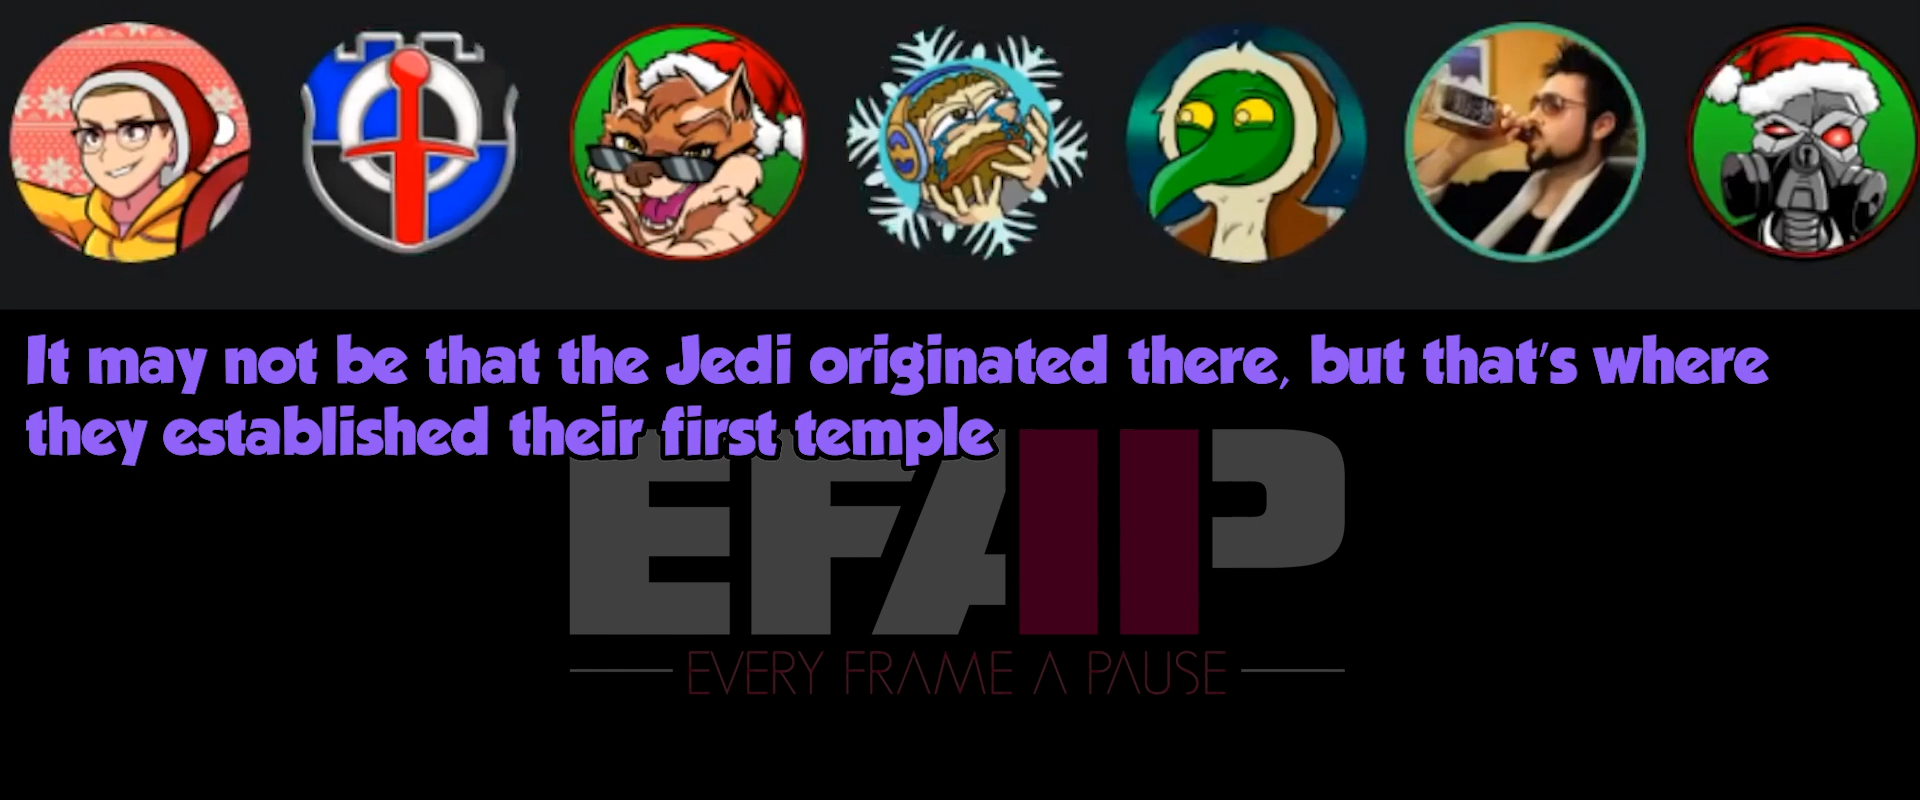 It may not be that the Jedi originated there, but that's where
they established their first temple
EFAP
EVERY FRAME A PAUSE